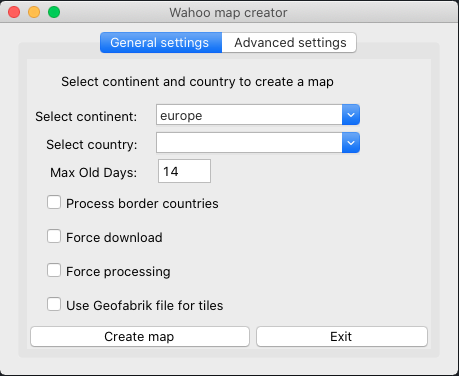 Wahoo map creator
General settings Advanced settings
Select continent and country to create a map
Select continent: europe
Select country:
Max Old Days: 14
Process border countries
Force download
Force processing
Use Geofabrik file for tiles
Create map Exit